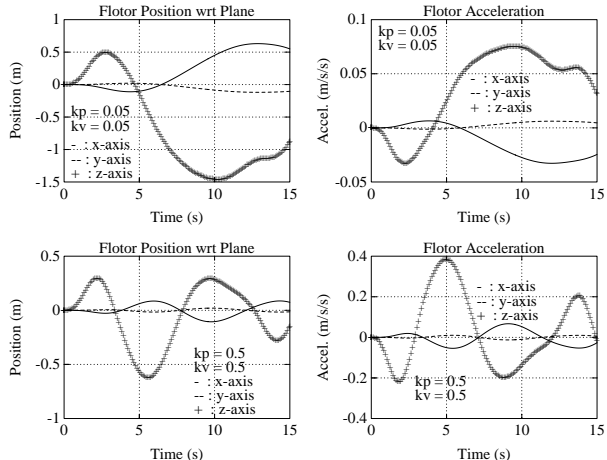 Flotor Position wrt Plane
1
0.5
0
-0.5
-1
-1.5
Position (m)
kp = 0.05
kv = 0.05
- : x-axis
-- : y-axis
+ : z-axis
0 5 10 15
Time (s)
Flotor Acceleration
0.1
0.05
0
-0.05
Accel. (m/s/s)
kp = 0.05
kv = 0.05
- : x-axis
-- : y-axis
+ : z-axis
0 5 10 15
Time (s)
Flotor Position wrt Plane
0.5
0
-0.5
-1
Position (m)
kp = 0.5
kv = 0.5
- : x-axis
-- : y-axis
+ : z-axis
0 5 10 15
Time (s)
Flotor Acceleration
0.4
0.2
0
-0.2
-0.4
Accel. (m/s/s)
- : x-axis
-- : y-axis
+ : z-axis
kp = 0.5
kv = 0.5
0 5 10 15
Time (s)